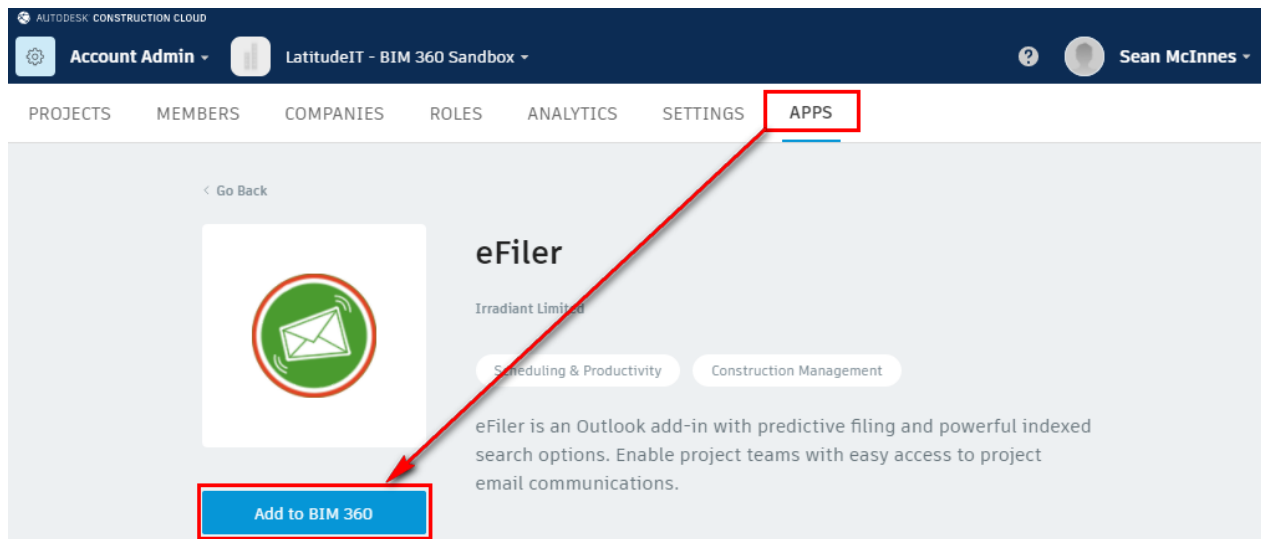 AUTODESK CONSTRUCTION CLOUD
Account Admin LatitudeIT - BIM 360 Sandbox Sean McInnes
PROJECTS MEMBERS COMPANIES ROLES ANALYTICS SETTINGS APPS
Go Back
eFiler
Irradiant Limited
Scheduling & Productivity Construction Management
eFiler is an Outlook add-in with predictive filing and powerful indexed
search options. Enable project teams with easy access to project
email communications.
Add to BIM 360